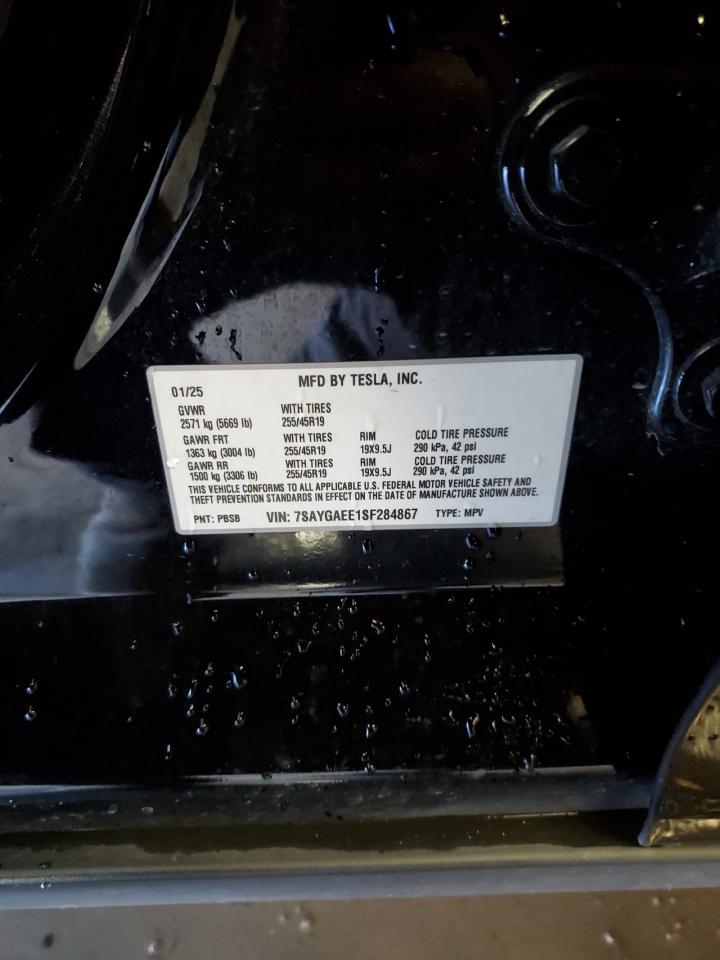 MFD BY TESLA, INC.
01/25
GVWR WITH TIRES
2571 kg (5669 lb) 255/45R19
GAWR FRT WITH TIRES RIM COLD TIRE PRESSURE
1363 kg (3004 lb) 255/45R19 19X9.5J 290 kPa, 42 psi
GAWR RR WITH TIRES RIM COLD TIRE PRESSURE
1500 kg (3306 lb) 255/45R19 19X9.5J 290 kPa, 42 psi
THIS VEHICLE CONFORMS TO ALL APPLICABLE U.S. FEDERAL MOTOR VEHICLE SAFETY AND
THEFT PREVENTION STANDARDS IN EFFECT ON THE DATE OF MANUFACTURE SHOWN ABOVE.
PNT: PBSB VIN: 7SAYGAEE1SF284867 TYPE: MPV